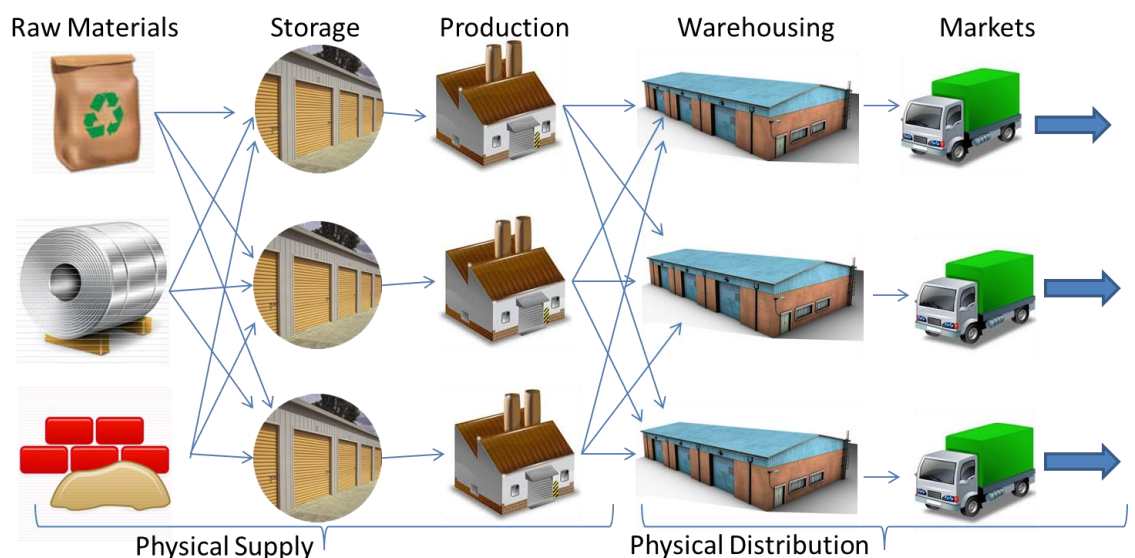 Raw Materials
Storage
Production
Warehousing
Markets
Physical Supply
Physical Distribution